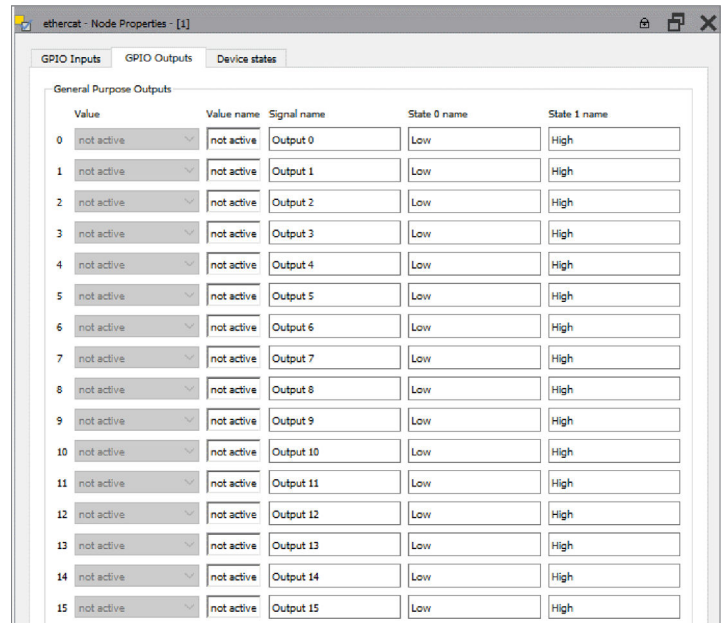 ethercat - Node Properties - [1]
GPIO Inputs GPIO Outputs Device states
General Purpose Outputs
Value Value name Signal name State 0 name State 1 name
0 not active not active Output 0 Low High
1 not active not active Output 1 Low High
2 not active not active Output 2 Low High
3 not active not active Output 3 Low High
4 not active not active Output 4 Low High
5 not active not active Output 5 Low High
6 not active not active Output 6 Low High
7 not active not active Output 7 Low High
8 not active not active Output 8 Low High
9 not active not active Output 9 Low High
10 not active not active Output 10 Low High
11 not active not active Output 11 Low High
12 not active not active Output 12 Low High
13 not active not active Output 13 Low High
14 not active not active Output 14 Low High
15 not active not active Output 15 Low High